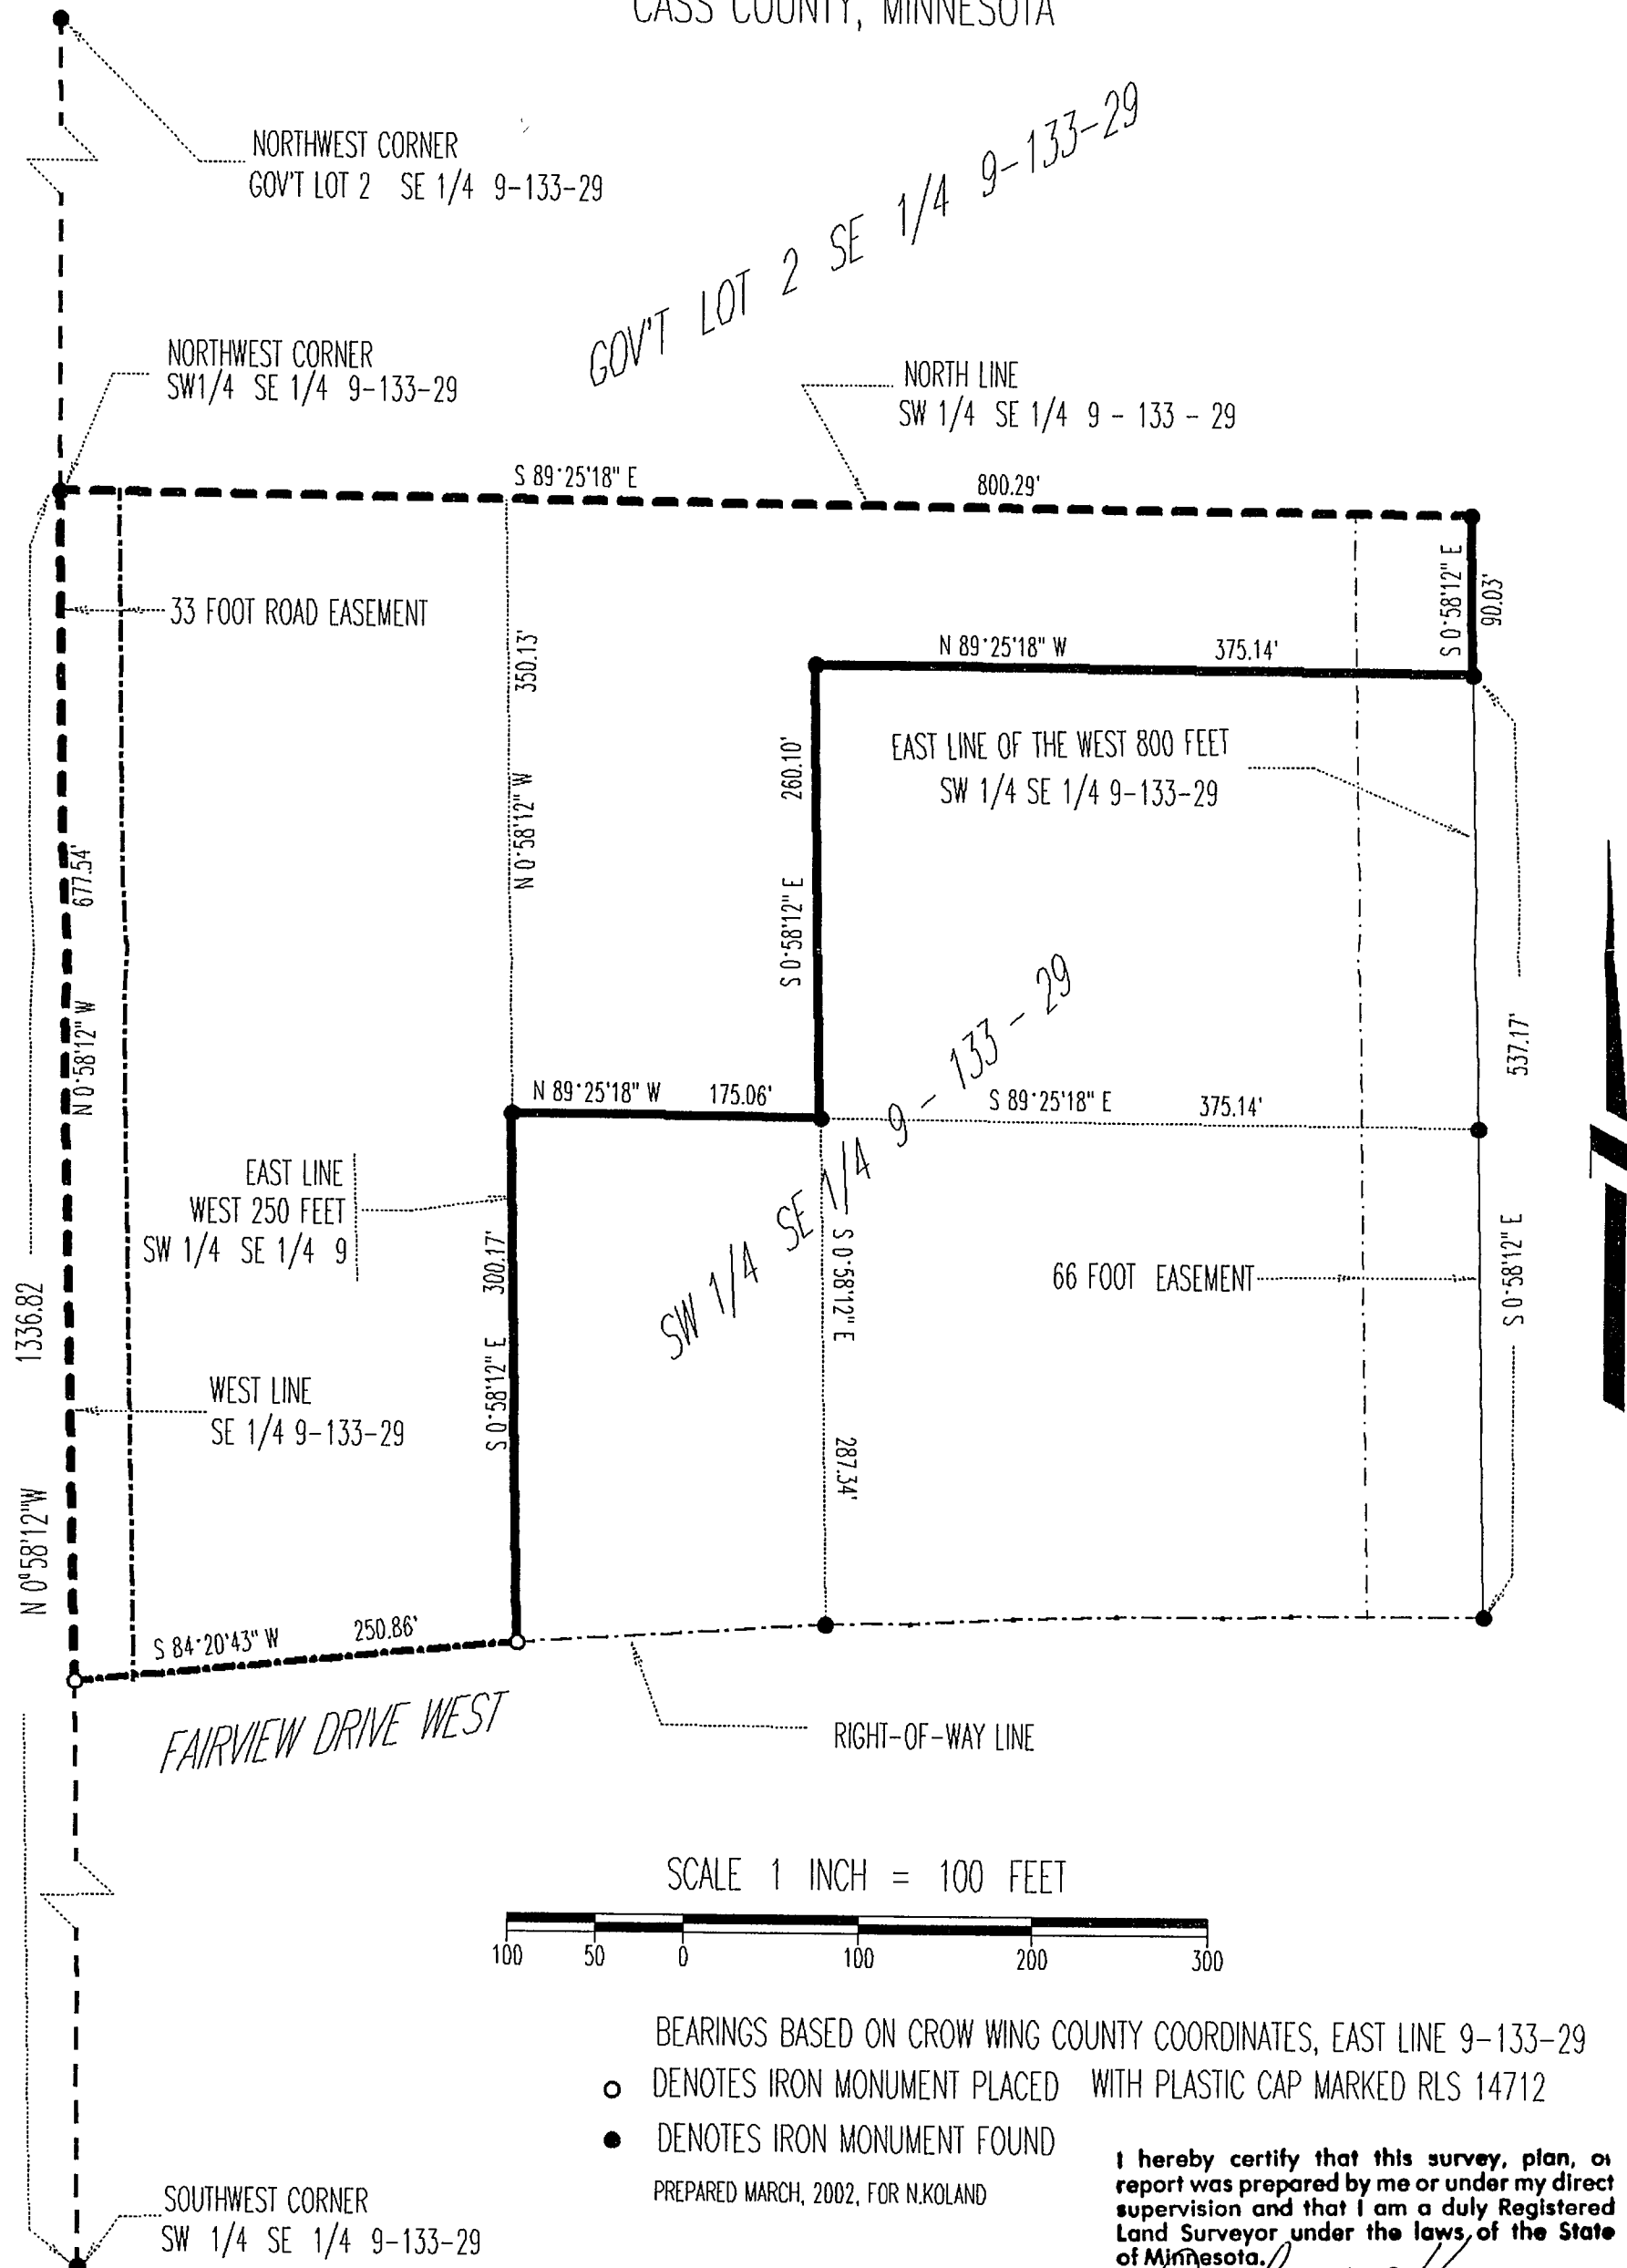 CASS COUNTY, MINNESOTA
NORTHWEST CORNER
GOV'T LOT 2 SE 1/4 9-133-29
GOV'T LOT 2 SE 1/4 9-133-29
NORTHWEST CORNER
SW1/4 SE 1/4 9-133-29
NORTH LINE
SW 1/4 SE 1/4 9 - 133 - 29
S 89°25'18" E 800.29'
33 FOOT ROAD EASEMENT
350.13'
N 0°58'12" W
S 0°58'12" E
90.03'
N 89°25'18" W 375.14'
EAST LINE OF THE WEST 800 FEET
SW 1/4 SE 1/4 9-133-29
260.10'
S 0°58'12" E
677.54'
N 0°58'12" W
SW 1/4 SE 1/4 9 - 133 - 29
537.17'
S 0°58'12" E
N 89°25'18" W 175.06'
S 89°25'18" E 375.14'
EAST LINE
WEST 250 FEET
SW 1/4 SE 1/4 9
300.17'
S 0°58'12" E
S 0°58'12" E
287.34'
66 FOOT EASEMENT
1336.82
N 0°58'12"W
WEST LINE
SE 1/4 9-133-29
S 84°20'43" W 250.86'
FAIRVIEW DRIVE WEST
RIGHT-OF-WAY LINE
SCALE 1 INCH = 100 FEET
100 50 0 100 200 300
BEARINGS BASED ON CROW WING COUNTY COORDINATES, EAST LINE 9-133-29
DENOTES IRON MONUMENT PLACED WITH PLASTIC CAP MARKED RLS 14712
DENOTES IRON MONUMENT FOUND
PREPARED MARCH, 2002, FOR N.KOLAND
I hereby certify that this survey, plan, or
report was prepared by me or under my direct
supervision and that I am a duly Registered
Land Surveyor under the laws of the State
of Minnesota.
SOUTHWEST CORNER
SW 1/4 SE 1/4 9-133-29